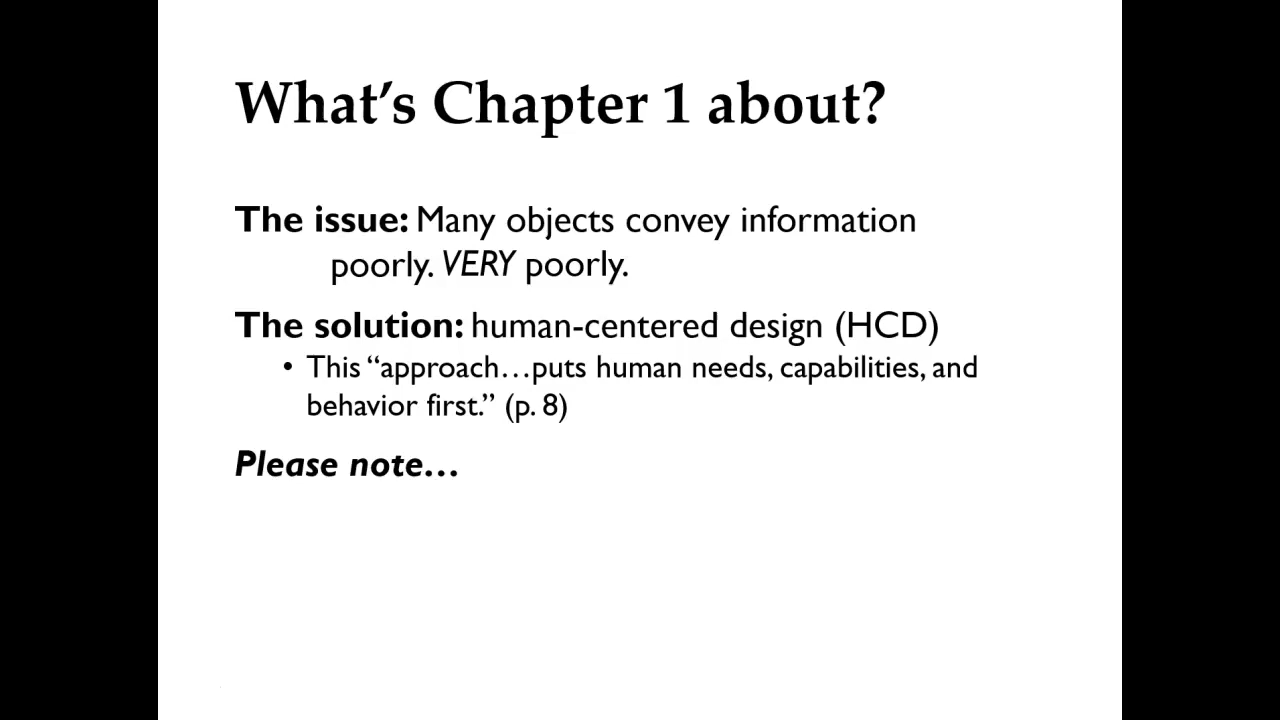 What’s Chapter 1 about?
The issue: Many objects convey information
poorly. VERY poorly.
The solution: human-centered design (HCD)
• This “approach…puts human needs, capabilities, and
behavior first.” (p. 8)
Please note…